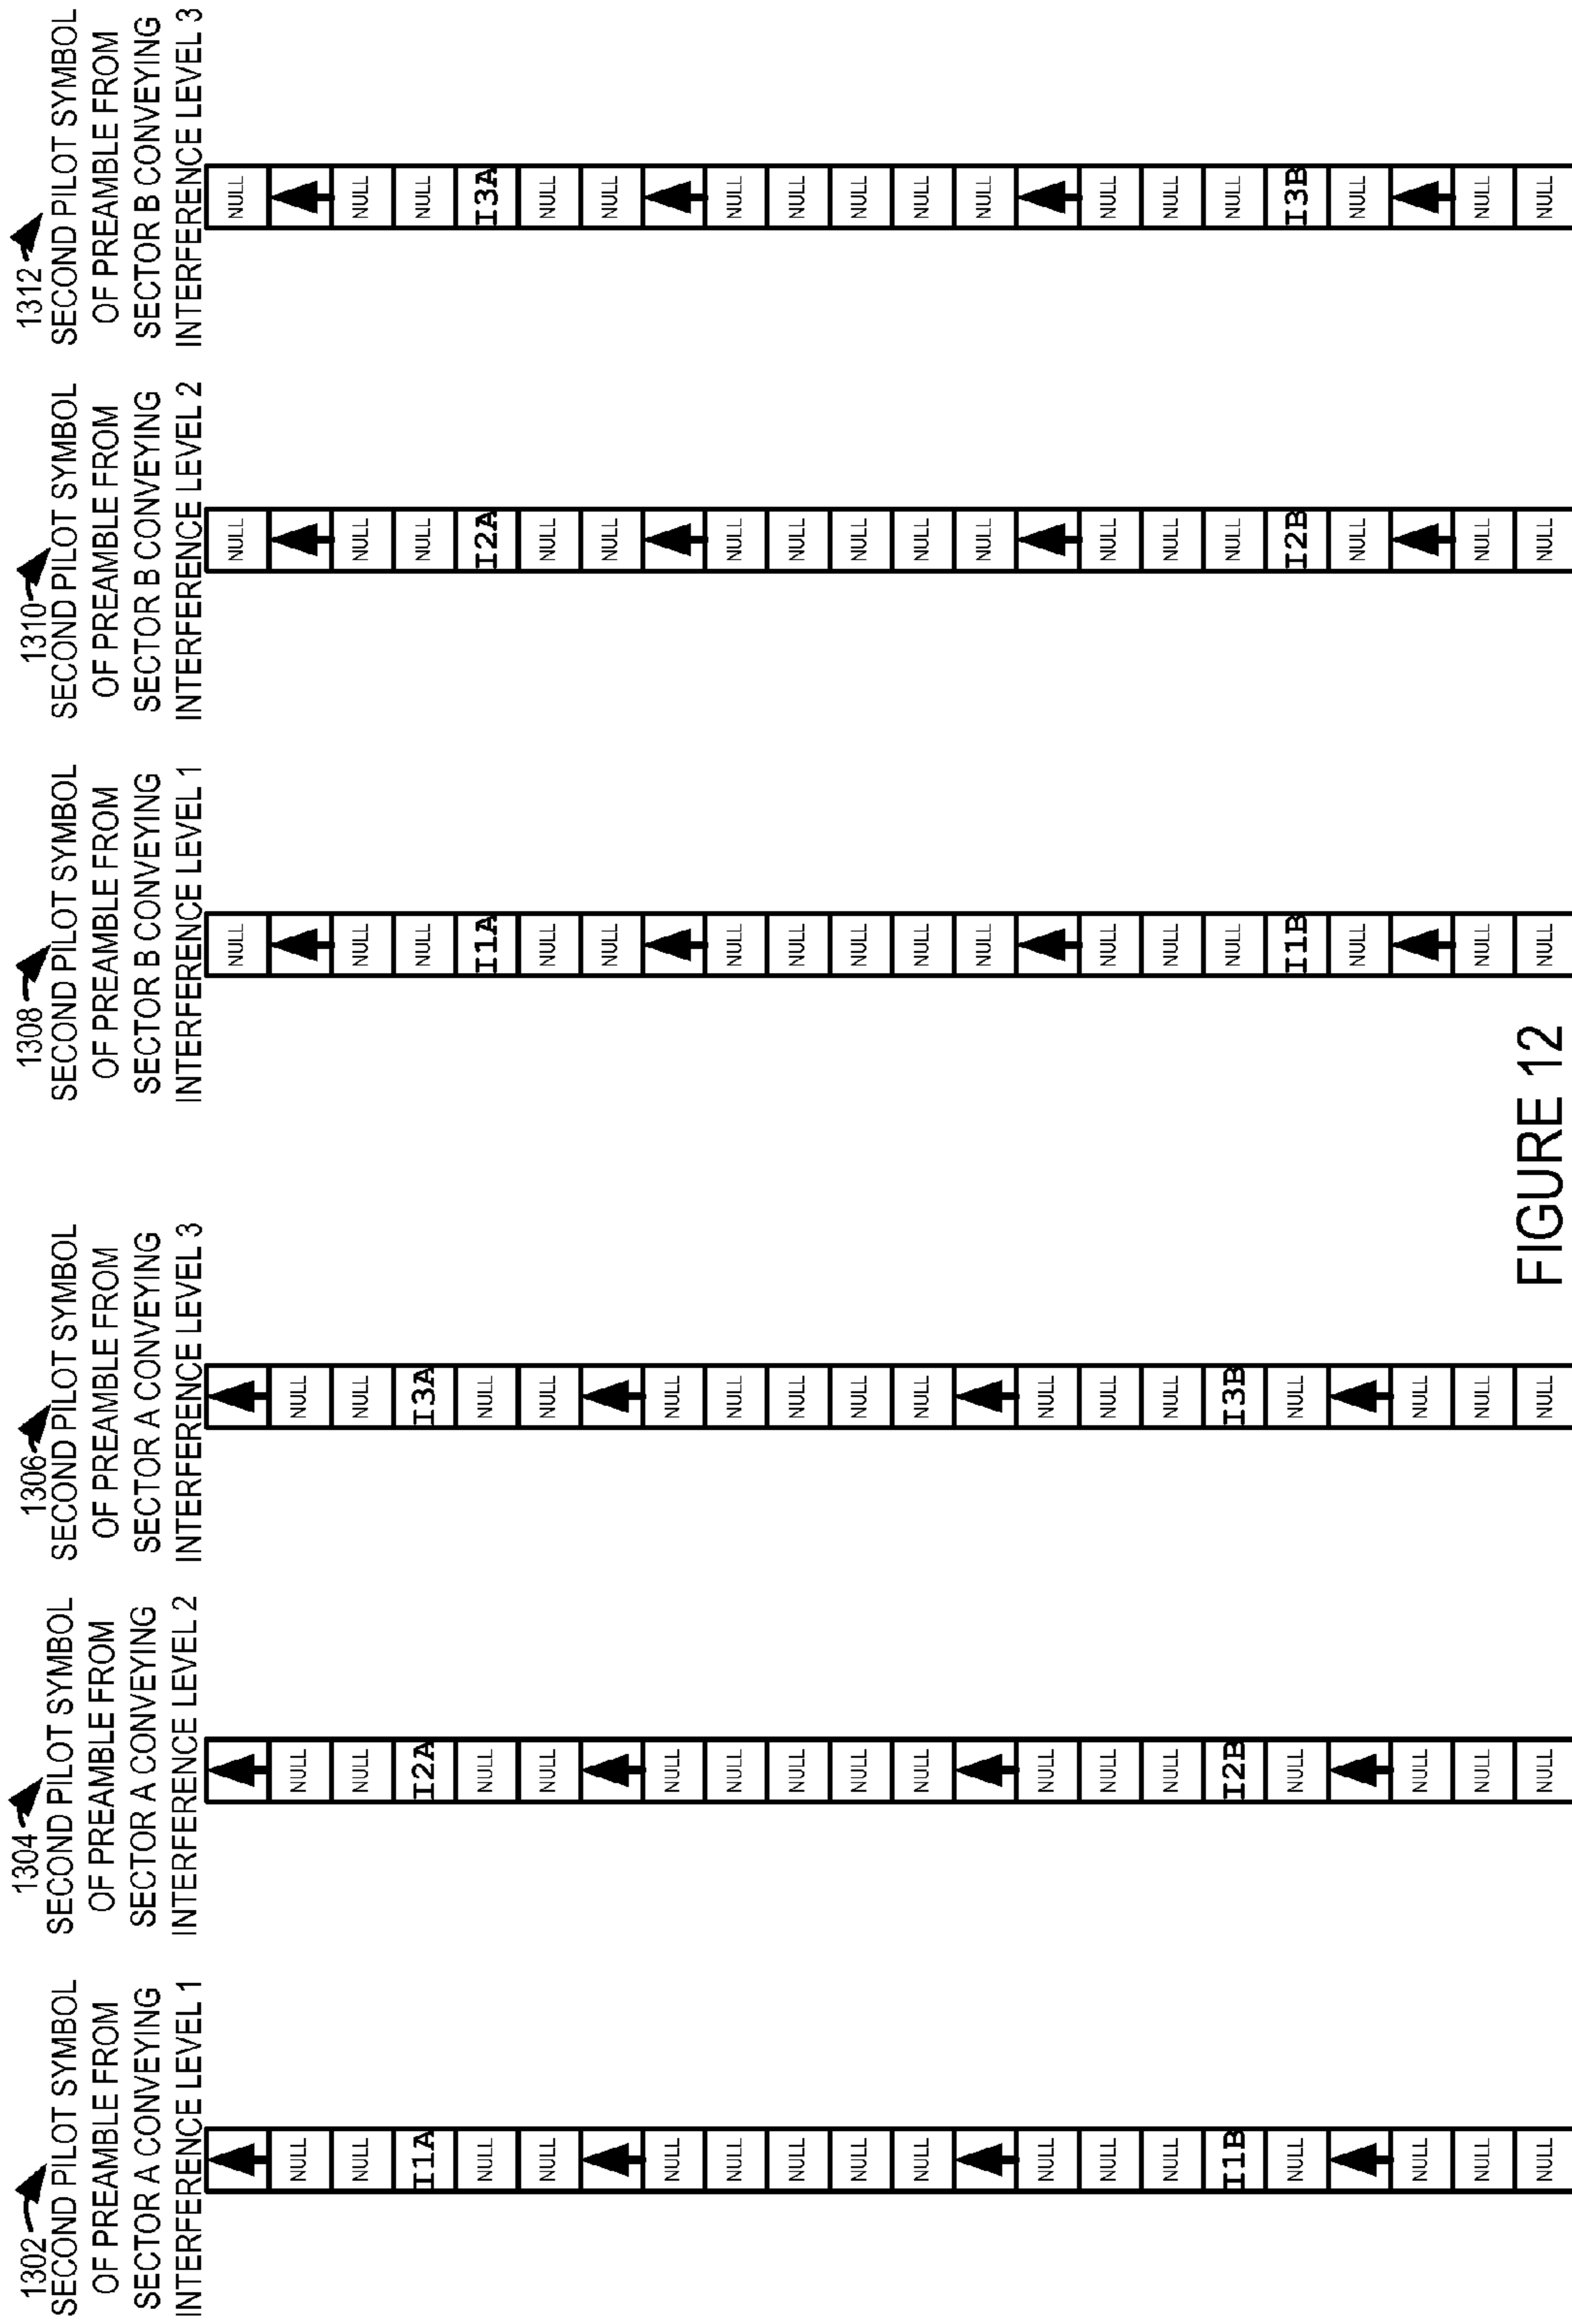 1302
SECOND PILOT SYMBOL
OF PREAMBLE FROM
SECTOR A CONVEYING
INTERFERENCE LEVEL 1
NULL
NULL
I1A
NULL
NULL
NULL
NULL
NULL
NULL
NULL
NULL
NULL
NULL
I1B
NULL
NULL
NULL
NULL
1304
SECOND PILOT SYMBOL
OF PREAMBLE FROM
SECTOR A CONVEYING
INTERFERENCE LEVEL 2
NULL
NULL
I2A
NULL
NULL
NULL
NULL
NULL
NULL
NULL
NULL
NULL
NULL
I2B
NULL
NULL
NULL
NULL
1306
SECOND PILOT SYMBOL
OF PREAMBLE FROM
SECTOR A CONVEYING
INTERFERENCE LEVEL 3
NULL
NULL
I3A
NULL
NULL
NULL
NULL
NULL
NULL
NULL
NULL
NULL
NULL
I3B
NULL
NULL
NULL
NULL
1308
SECOND PILOT SYMBOL
OF PREAMBLE FROM
SECTOR B CONVEYING
INTERFERENCE LEVEL 1
NULL
NULL
NULL
I1A
NULL
NULL
NULL
NULL
NULL
NULL
NULL
NULL
NULL
NULL
I1B
NULL
NULL
NULL
1310
SECOND PILOT SYMBOL
OF PREAMBLE FROM
SECTOR B CONVEYING
INTERFERENCE LEVEL 2
NULL
NULL
NULL
I2A
NULL
NULL
NULL
NULL
NULL
NULL
NULL
NULL
NULL
NULL
I2B
NULL
NULL
NULL
1312
SECOND PILOT SYMBOL
OF PREAMBLE FROM
SECTOR B CONVEYING
INTERFERENCE LEVEL 3
NULL
NULL
NULL
I3A
NULL
NULL
NULL
NULL
NULL
NULL
NULL
NULL
NULL
NULL
I3B
NULL
NULL
NULL
FIGURE 12